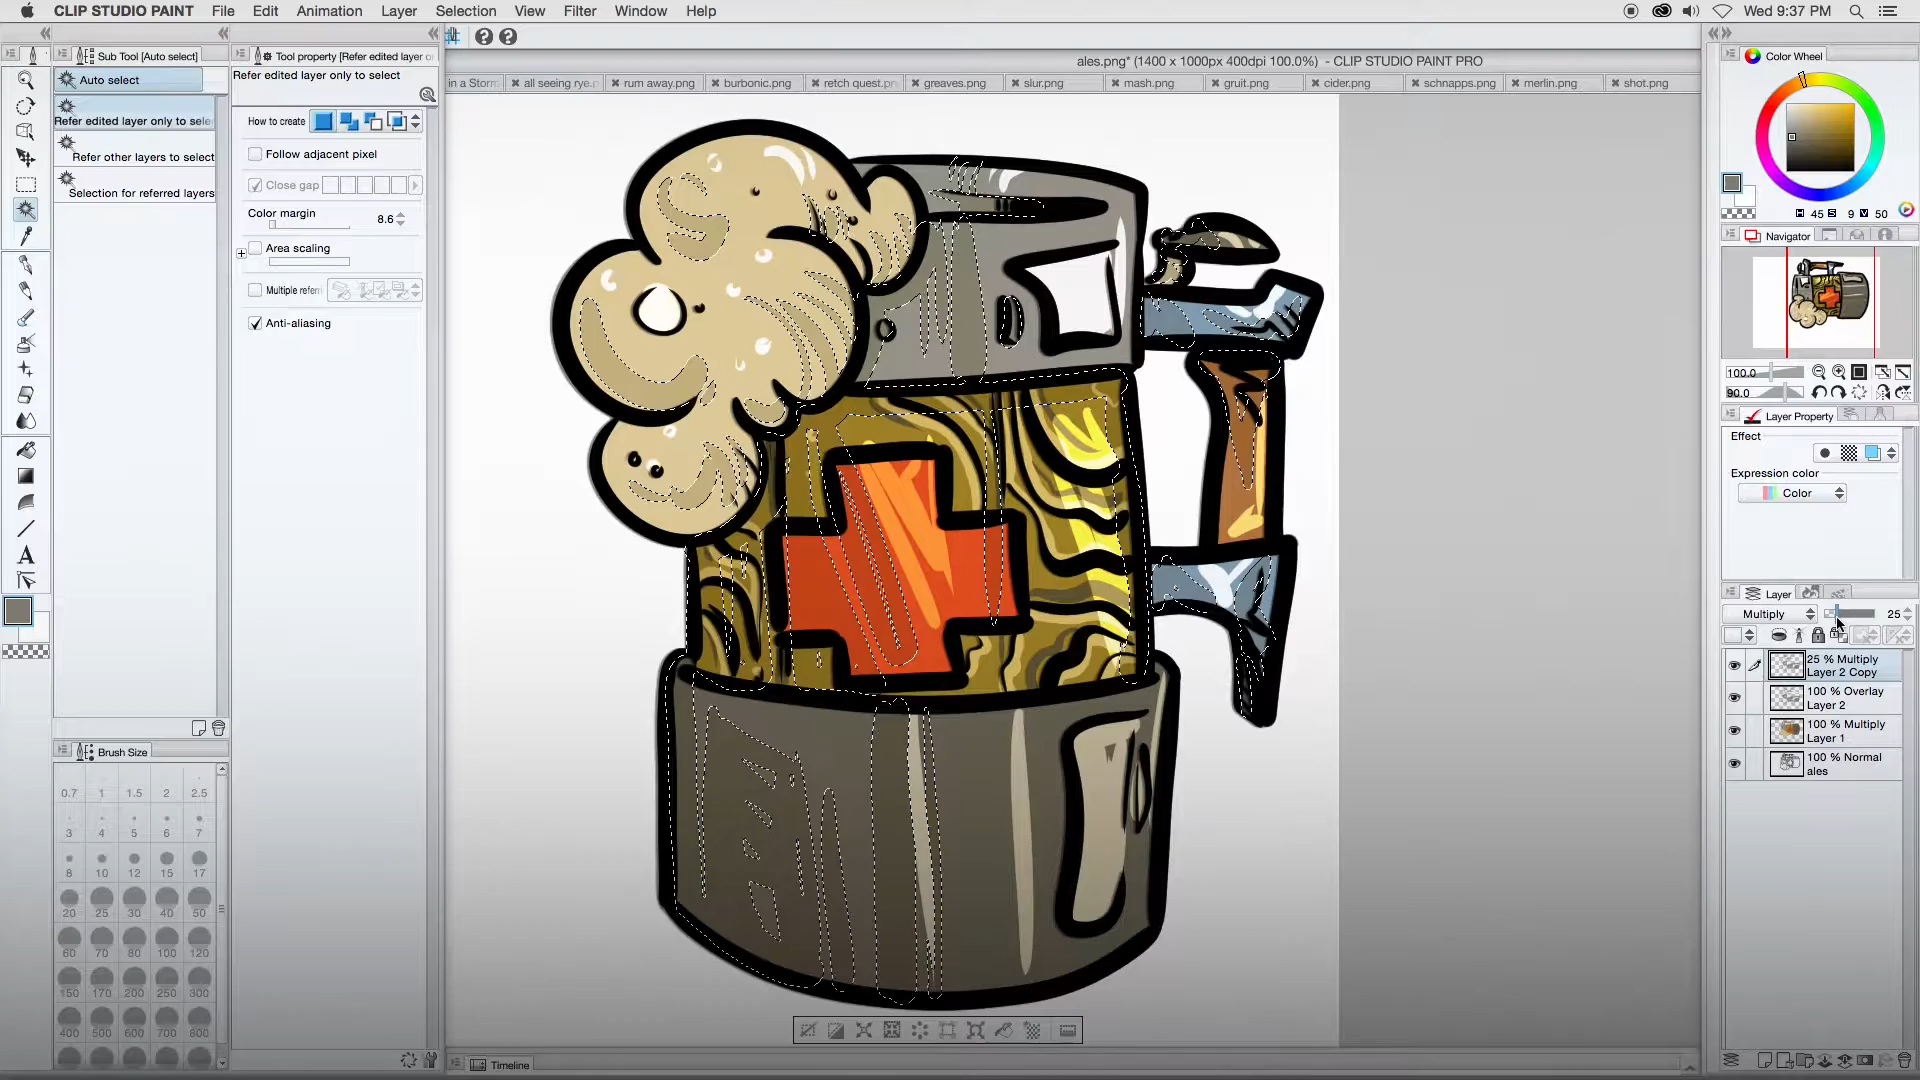 CLIP STUDIO PAINT File Edit Animation Layer Selection View Filter Window Help Wed 9:37 PM
ales.png* (1400 x 1000px 400dpi 100.0%) - CLIP STUDIO PAINT PRO
in a Storm all seeing rye.p rum away.png burbonic.png retch quest.pn greaves.png slur.png mash.png gruit.png cider.png schnapps.png merlin.png shot.png
Sub Tool [Auto select]
Auto select
Refer edited layer only to sele
Refer other layers to select
Selection for referred layers
Tool property [Refer edited layer o
Refer edited layer only to select
How to create
Follow adjacent pixel
Close gap
Color margin 8.6
Area scaling
Multiple refer
Anti-aliasing
Brush Size
0.7 1 1.5 2 2.5
3 4 5 6 7
8 10 12 15 17
20 25 30 40 50
60 70 80 100 120
150 170 200 250 300
400 500 600 700 800
Timeline
Color Wheel
H 45 S 9 V 50
Navigator
100.0
90.0
Layer Property
Effect
Expression color
Color
Layer
Multiply 25
25 % Multiply
Layer 2 Copy
100 % Overlay
Layer 2
100 % Multiply
Layer 1
100 % Normal
ales